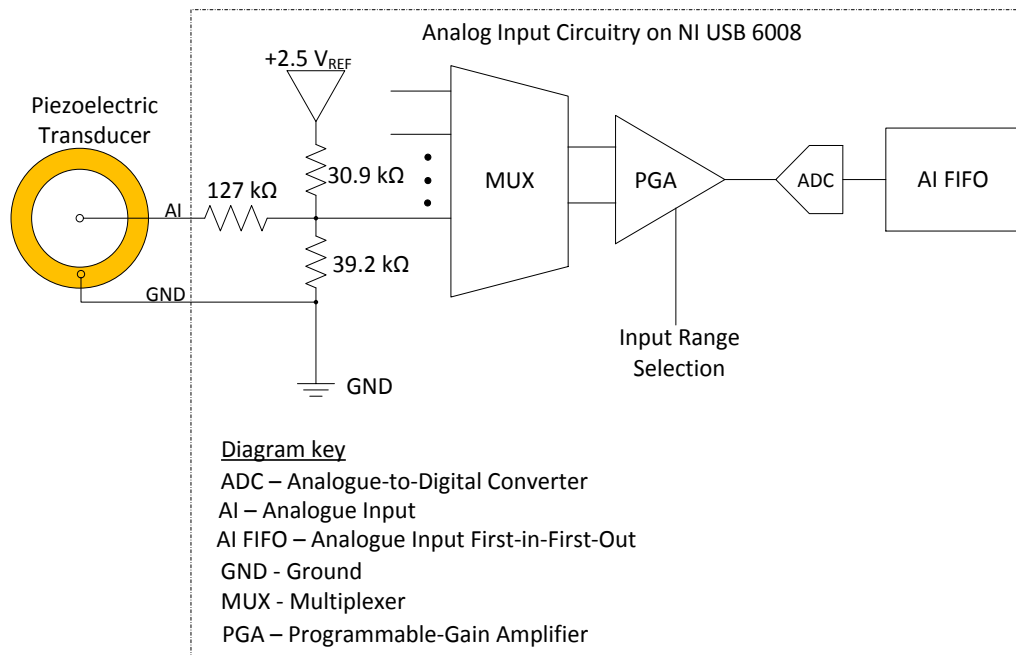 Analog Input Circuitry on NI USB 6008
+2.5 VREF
Piezoelectric
Transducer
30.9 kΩ
127 kΩ
AI
39.2 kΩ
GND
GND
MUX
PGA
ADC
AI FIFO
Input Range
Selection
Diagram key
ADC – Analogue-to-Digital Converter
AI – Analogue Input
AI FIFO – Analogue Input First-in-First-Out
GND - Ground
MUX - Multiplexer
PGA – Programmable-Gain Amplifier